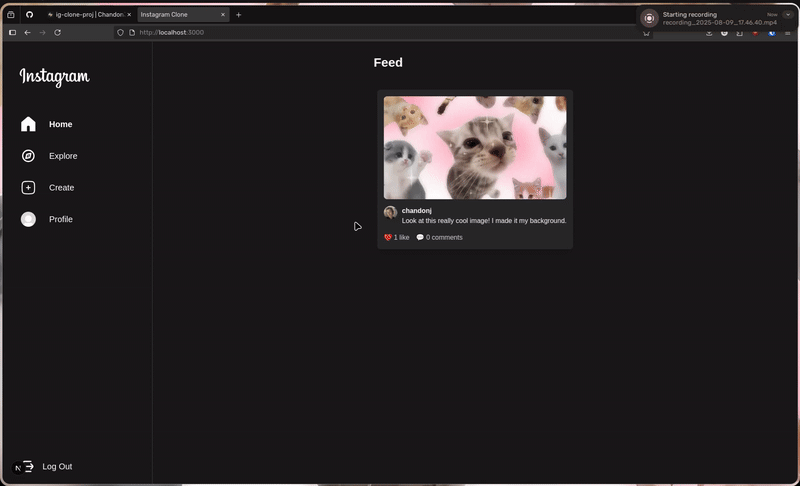 ig-clone-proj | Chandon
Instagram Clone
Starting recording
Now
recording_2025-08-09_17.46.40.mp4
http://localhost:3000
Instagram
Feed
Home
Explore
Create
Profile
chandonj
Look at this really cool image! I made it my background.
1 like
0 comments
N
Log Out